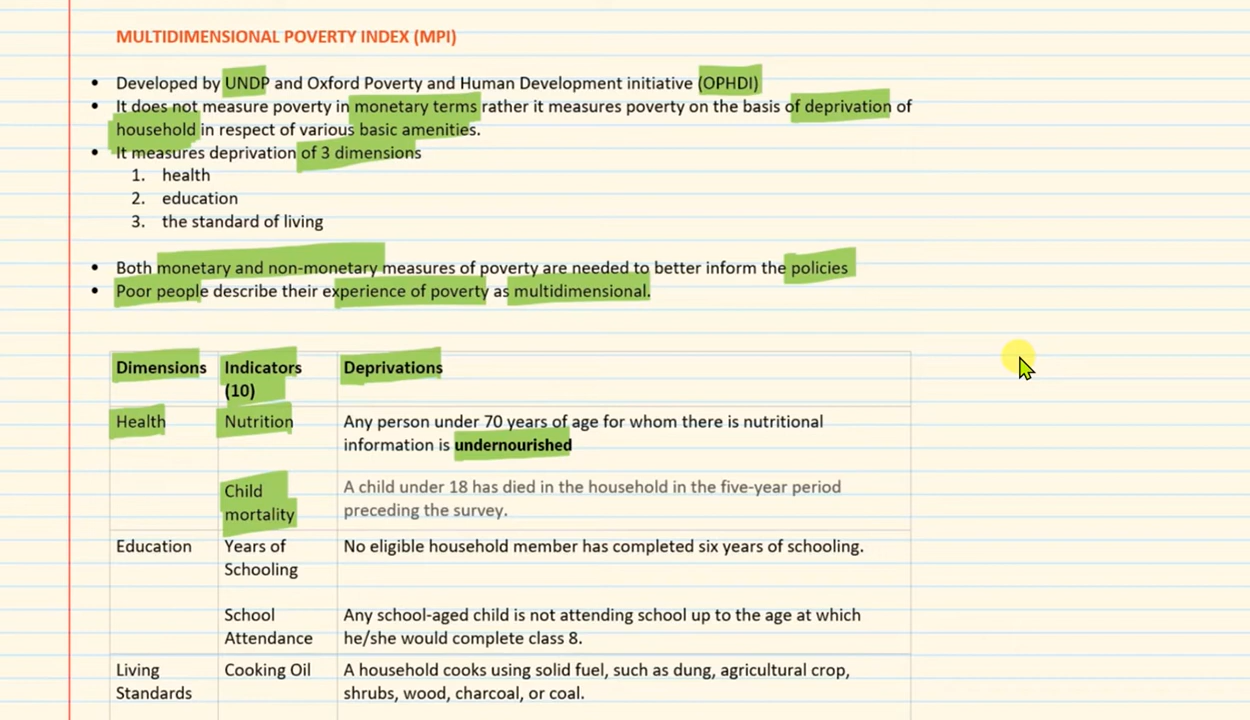 MULTIDIMENSIONAL POVERTY INDEX (MPI)
• Developed by UNDP and Oxford Poverty and Human Development initiative (OPHDI)
• It does not measure poverty in monetary terms rather it measures poverty on the basis of deprivation of
household in respect of various basic amenities.
• It measures deprivation of 3 dimensions
1. health
2. education
3. the standard of living
• Both monetary and non-monetary measures of poverty are needed to better inform the policies
• Poor people describe their experience of poverty as multidimensional.
Dimensions Indicators Deprivations
(10)
Health Nutrition Any person under 70 years of age for whom there is nutritional
information is undernourished
Child A child under 18 has died in the household in the five-year period
mortality preceding the survey.
Education Years of No eligible household member has completed six years of schooling.
Schooling
School Any school-aged child is not attending school up to the age at which
Attendance he/she would complete class 8.
Living Cooking Oil A household cooks using solid fuel, such as dung, agricultural crop,
Standards shrubs, wood, charcoal, or coal.